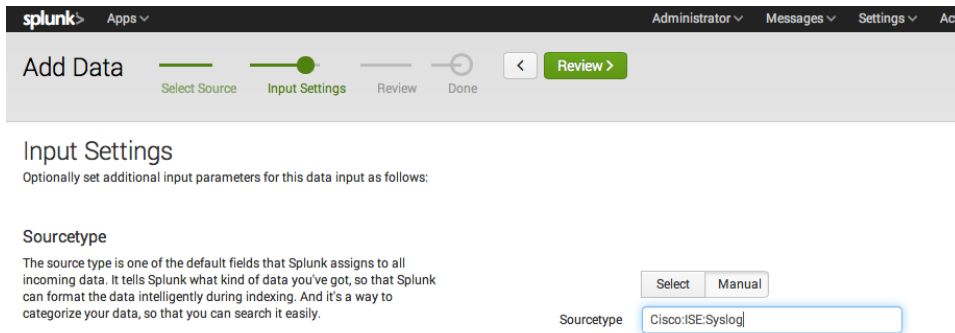 splunk> Apps Administrator Messages Settings Ac
Add Data
Select Source Input Settings Review Done
< Review >
Input Settings
Optionally set additional input parameters for this data input as follows:
Sourcetype
The source type is one of the default fields that Splunk assigns to all
incoming data. It tells Splunk what kind of data you've got, so that Splunk
can format the data intelligently during indexing. And it's a way to
categorize your data, so that you can search it easily.
Select Manual
Sourcetype Cisco:ISE:Syslog